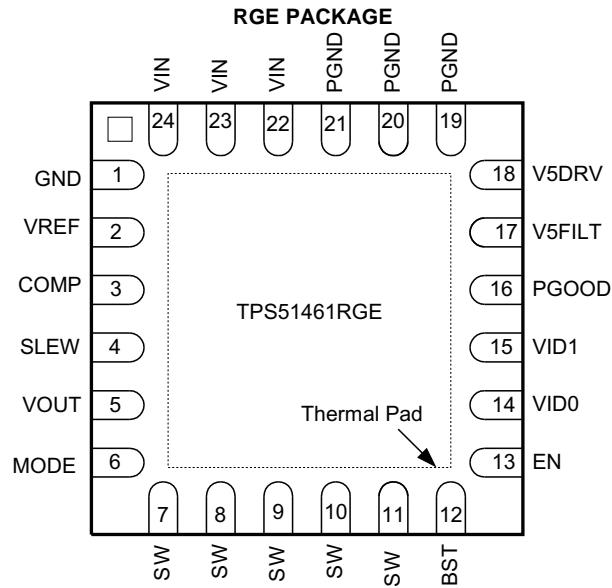 RGE PACKAGE
VIN VIN VIN PGND PGND PGND
24 23 22 21 20 19
GND 1
VREF 2
COMP 3
SLEW 4
VOUT 5
MODE 6
18 V5DRV
17 V5FILT
16 PGOOD
15 VID1
14 VID0
13 EN
TPS51461RGE
Thermal Pad
7 8 9 10 11 12
SW SW SW SW SW BST